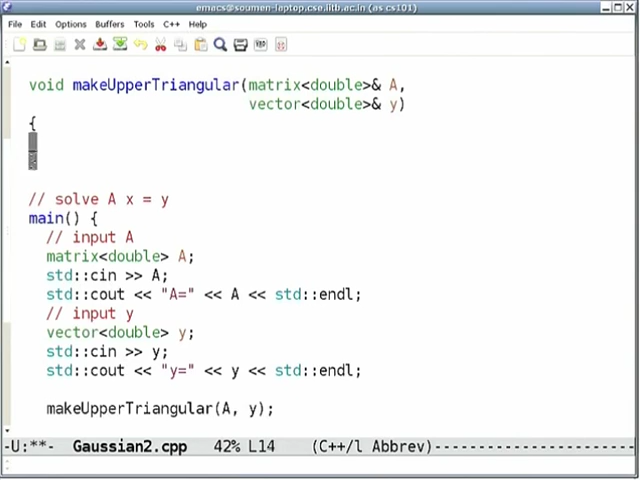 emacs@soumen-laptop.cse.iitb.ac.in (as cs101)
File Edit Options Buffers Tools C++ Help
void makeUpperTriangular(matrix<double>& A,
vector<double>& y)
{
// solve A x = y
main() {
// input A
matrix<double> A;
std::cin >> A;
std::cout << "A=" << A << std::endl;
// input y
vector<double> y;
std::cin >> y;
std::cout << "y=" << y << std::endl;
makeUpperTriangular(A, y);
-U:**- Gaussian2.cpp 42% L14 (C++/l Abbrev)--------------------